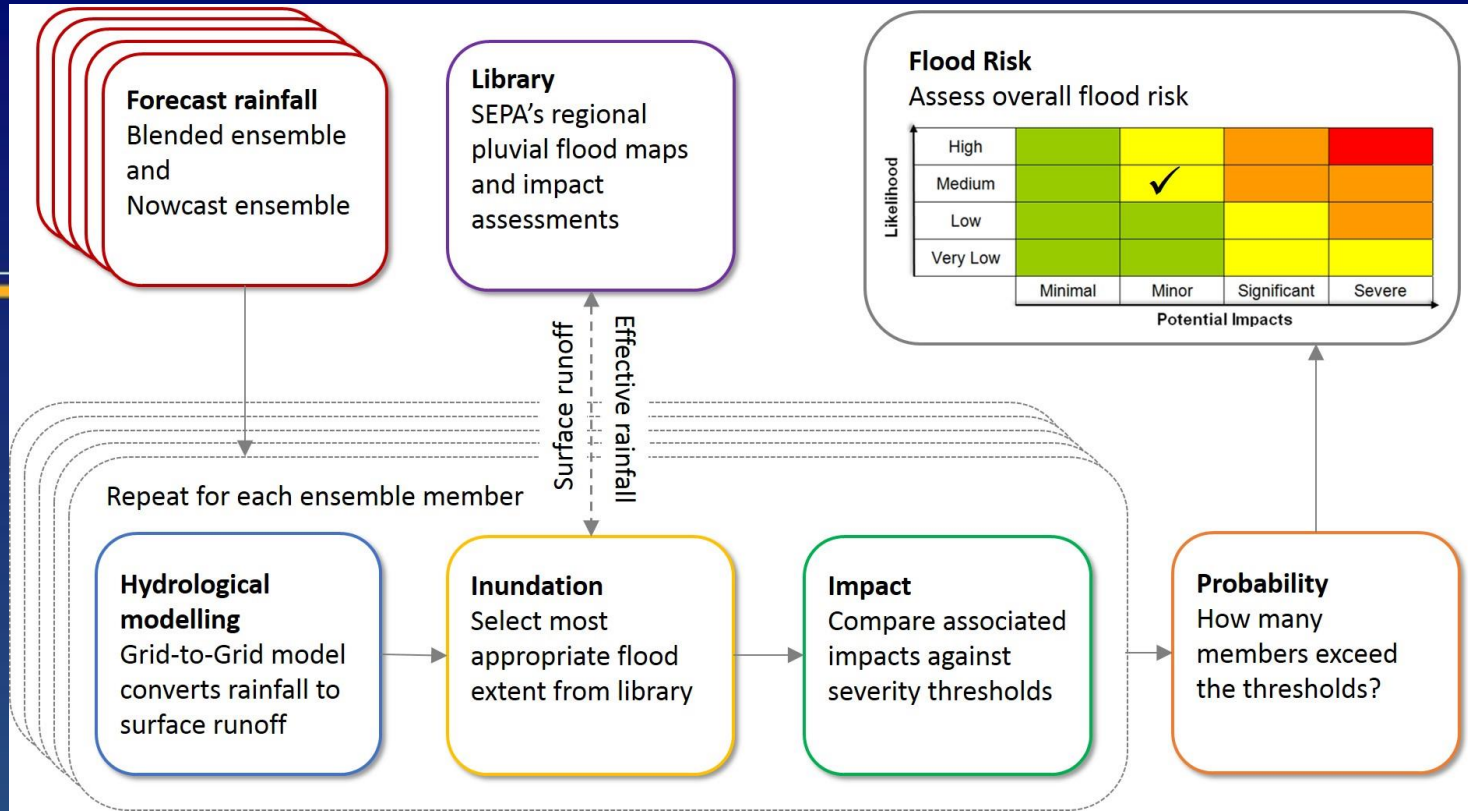 Forecast rainfall
Blended ensemble
and
Nowcast ensemble
Library
SEPA's regional
pluvial flood maps
and impact
assessments
Flood Risk
Assess overall flood risk
Likelihood
High
Medium
✓
Low
Very Low
Minimal Minor Significant Severe
Potential Impacts
Surface runoff
Effective rainfall
Repeat for each ensemble member
Hydrological
modelling
Grid-to-Grid model
converts rainfall to
surface runoff
Inundation
Select most
appropriate flood
extent from library
Impact
Compare associated
impacts against
severity thresholds
Probability
How many
members exceed
the thresholds?